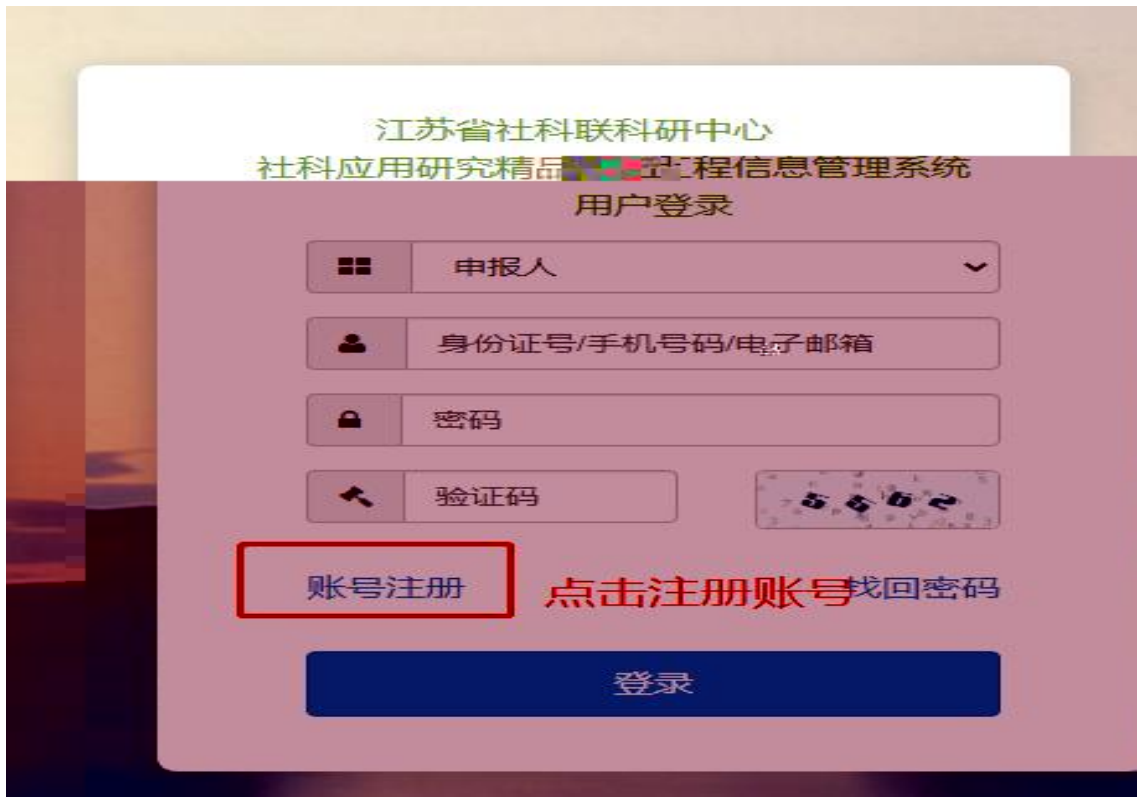 江苏省社科联科研中心
社科应用研究精品工程信息管理系统
用户登录
申报人
身份证号/手机号码/电子邮箱
密码
验证码
账号注册 点击注册账号 找回密码
登录